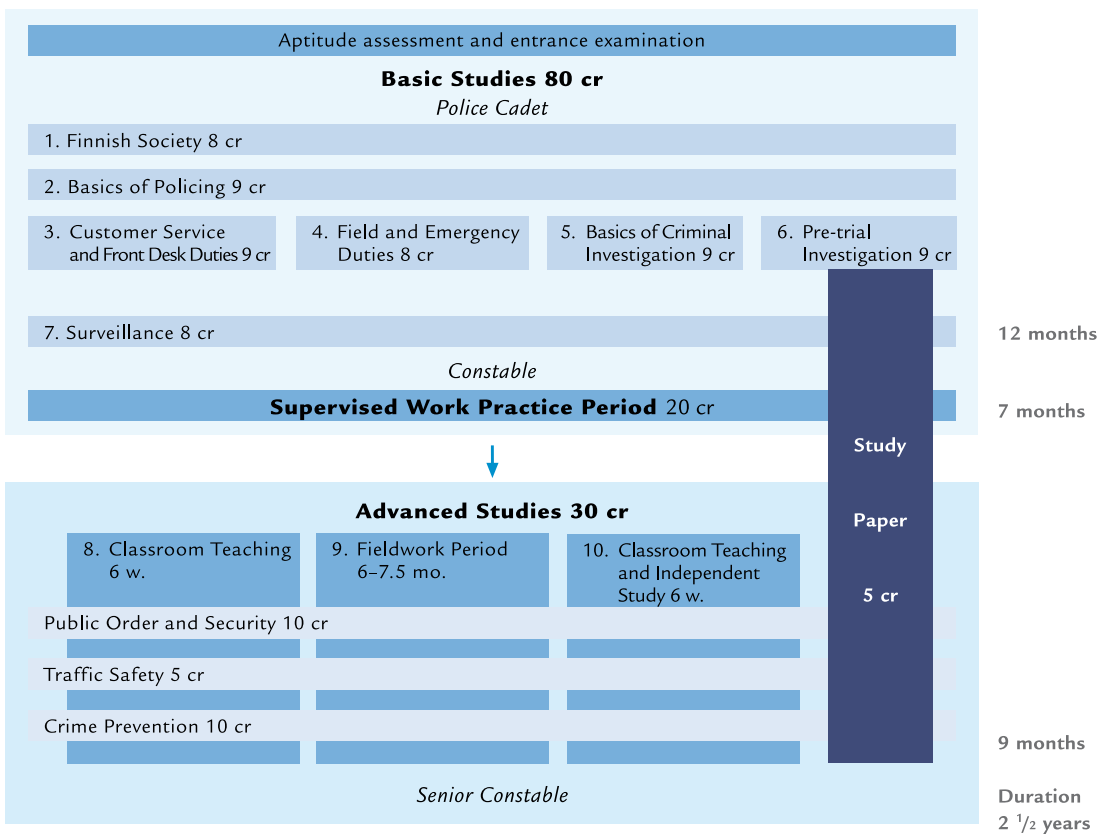 Aptitude assessment and entrance examination
Basic Studies 80 cr
Police Cadet
1. Finnish Society 8 cr
2. Basics of Policing 9 cr
3. Customer Service
and Front Desk Duties 9 cr
4. Field and Emergency
Duties 8 cr
5. Basics of Criminal
Investigation 9 cr
6. Pre-trial
Investigation 9 cr
7. Surveillance 8 cr
12 months
Constable
Supervised Work Practice Period 20 cr
7 months
Study
Paper
5 cr
Advanced Studies 30 cr
8. Classroom Teaching
6 w.
9. Fieldwork Period
6–7.5 mo.
10. Classroom Teaching
and Independent
Study 6 w.
Public Order and Security 10 cr
Traffic Safety 5 cr
Crime Prevention 10 cr
9 months
Senior Constable
Duration
2 1/2 years